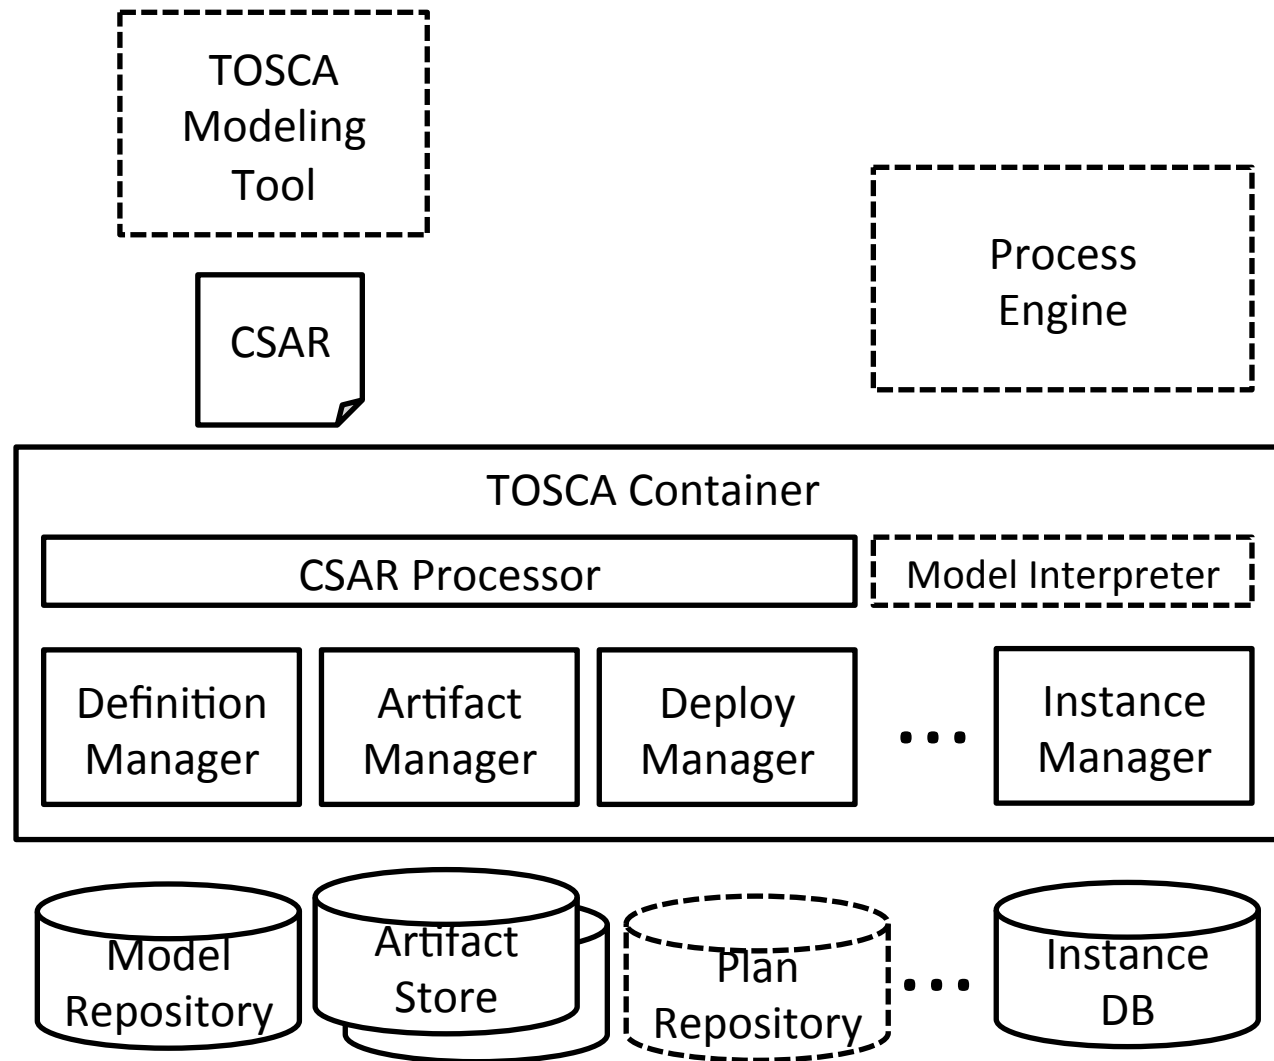 TOSCA
Modeling
Tool
Process
Engine
CSAR
TOSCA Container
CSAR Processor
Model Interpreter
Definition
Manager
Artifact
Manager
Deploy
Manager
...
Instance
Manager
Model
Repository
Artifact
Store
Plan
Repository
...
Instance
DB